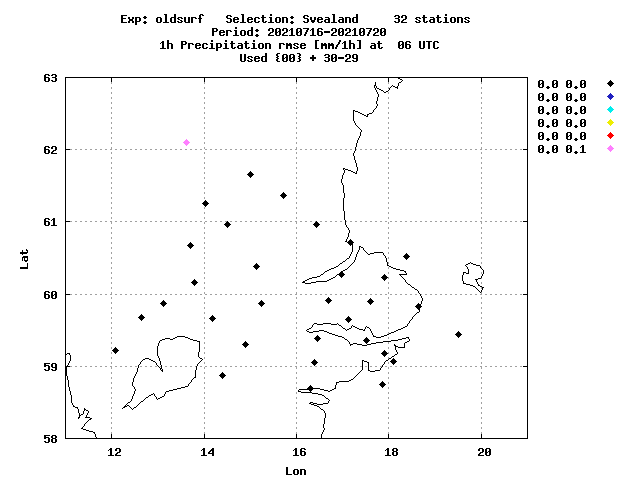 Exp: oldsurf   Selection: Svealand     32 stations
Period: 20210716-20210720
1h Precipitation rmse [mm/1h] at  06 UTC
Used {00} + 30-29
63
62
61
60
59
58
Lat
12
14
16
18
20
Lon
0.0 0.0
0.0 0.0
0.0 0.0
0.0 0.0
0.0 0.0
0.0 0.1